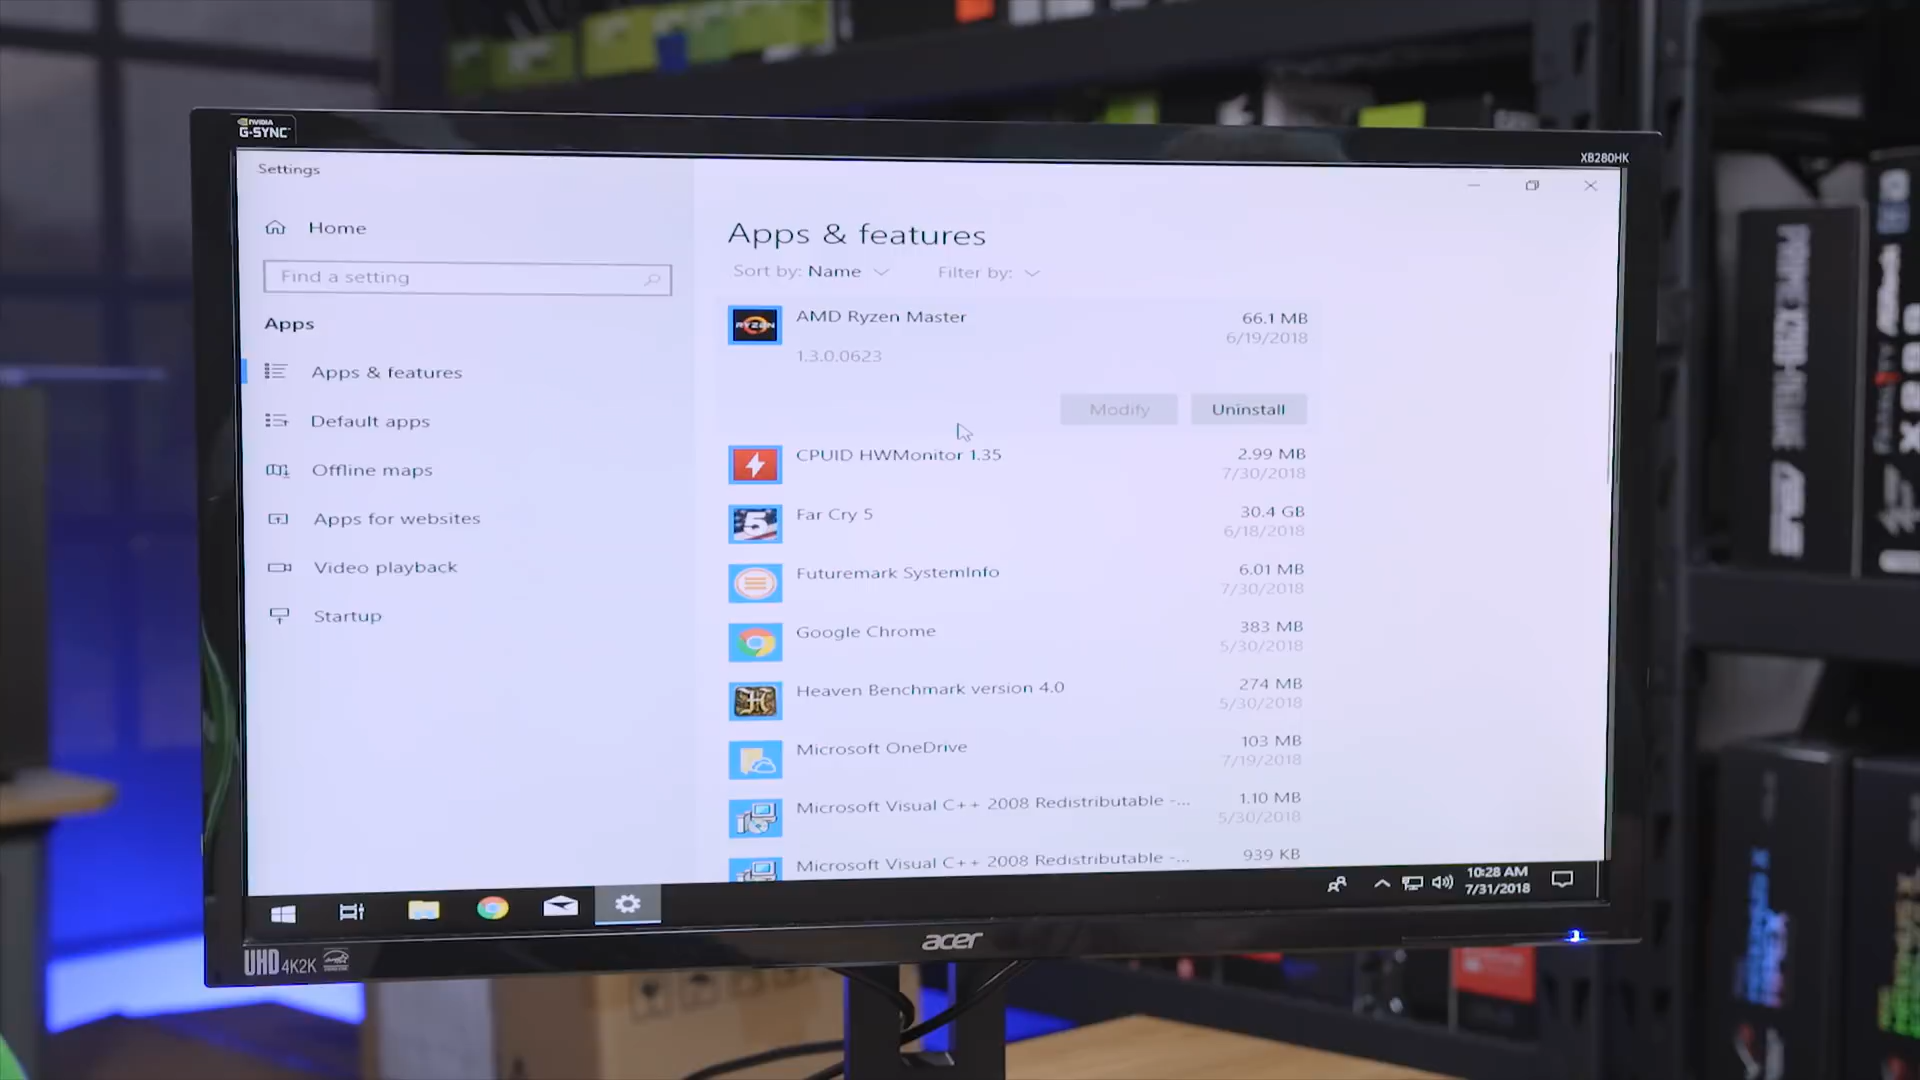 NVIDIA
G-SYNC
XB280HK
Settings
Home
Find a setting
Apps
Apps & features
Default apps
Offline maps
Apps for websites
Video playback
Startup
Apps & features
Sort by: Name
Filter by:
RYZEN
AMD Ryzen Master
66.1 MB
6/19/2018
1.3.0.0623
Modify
Uninstall
CPUID HWMonitor 1.35
2.99 MB
7/30/2018
5
Far Cry 5
30.4 GB
6/18/2018
Futuremark SystemInfo
6.01 MB
7/30/2018
Google Chrome
383 MB
5/30/2018
H
Heaven Benchmark version 4.0
274 MB
5/30/2018
Microsoft OneDrive
103 MB
7/19/2018
Microsoft Visual C++ 2008 Redistributable -...
1.10 MB
5/30/2018
Microsoft Visual C++ 2008 Redistributable -...
939 KB
10:28 AM
7/31/2018
acer
UHD 4K2K